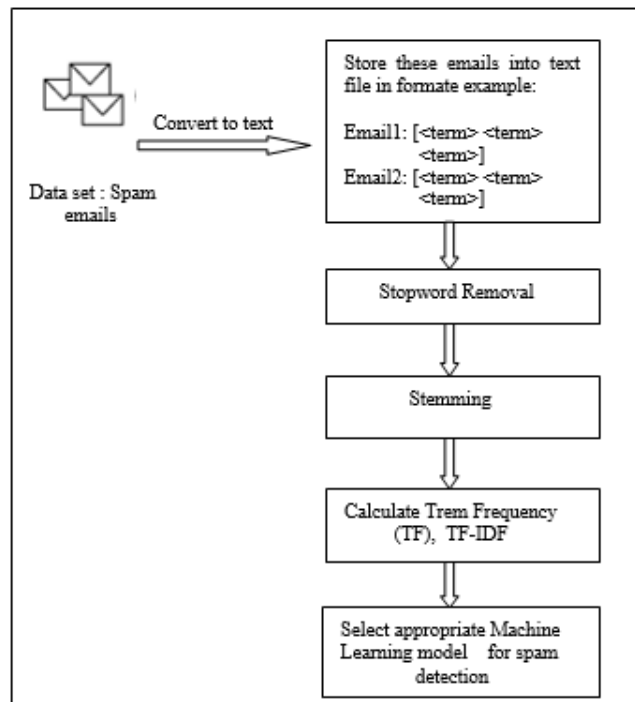 Store these emails into text
file in formate example:
Email1: [<term> <term>
<term>]
Email2: [<term> <term>
<term>]
Convert to text
Data set : Spam
emails
Stopword Removal
Stemming
Calculate Trem Frequency
(TF), TF-IDF
Select appropriate Machine
Learning model for spam
detection